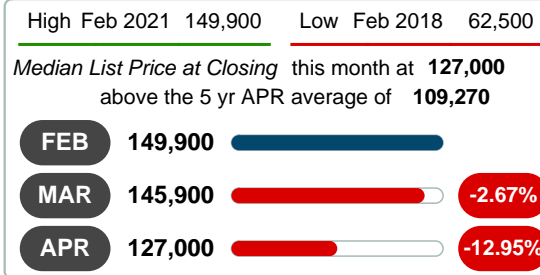 High Feb 2021 149,900 Low Feb 2018 62,500
Median List Price at Closing this month at 127,000
above the 5 yr APR average of 109,270
FEB 149,900
MAR 145,900 -2.67%
APR 127,000 -12.95%